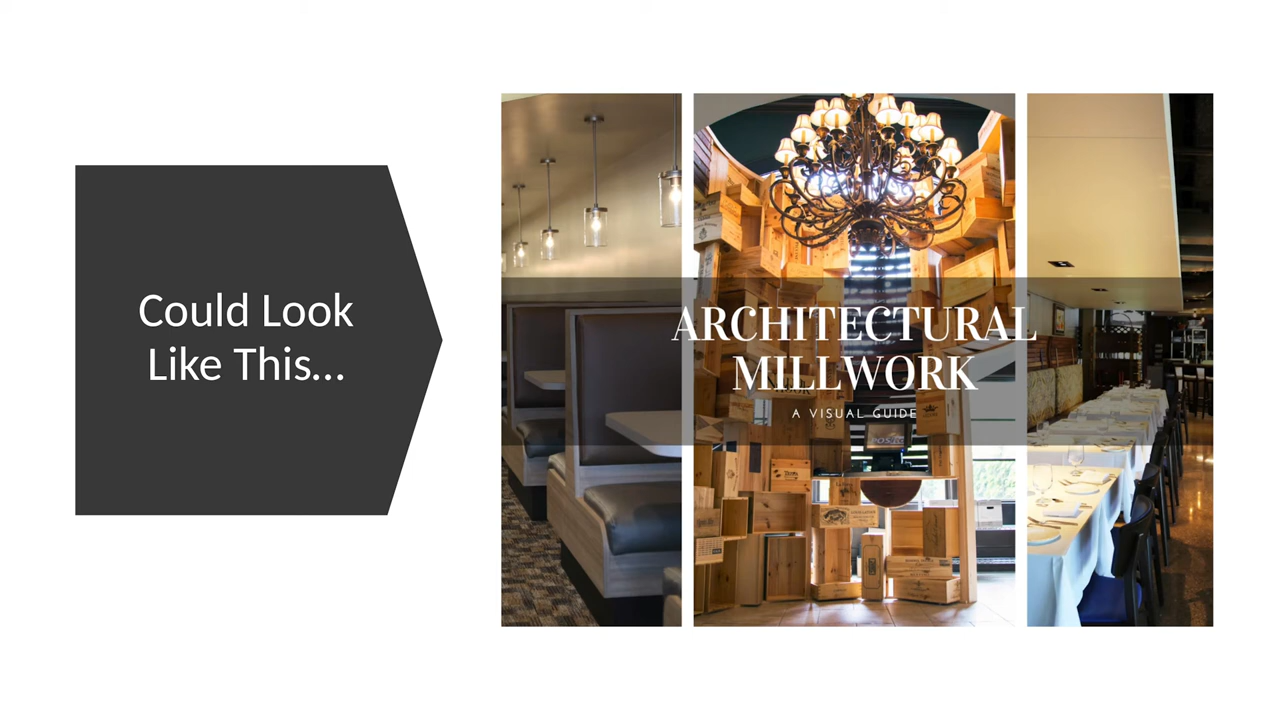 Could Look
Like This...
ARCHITECTURAL
MILLWORK
A VISUAL GUIDE